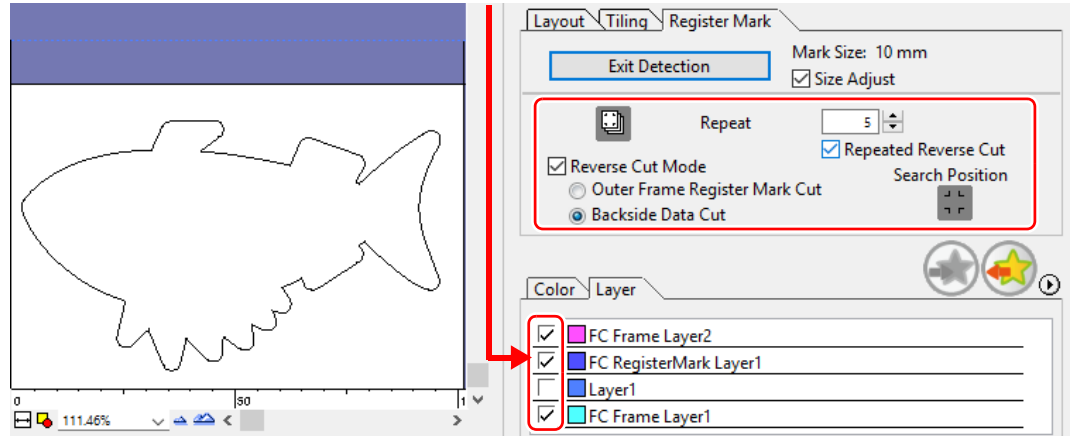 Layout Tiling Register Mark
Exit Detection
Mark Size: 10 mm
Size Adjust
Repeat 5
Repeated Reverse Cut
Reverse Cut Mode
Search Position
Outer Frame Register Mark Cut
Backside Data Cut
Color Layer
FC Frame Layer2
FC RegisterMark Layer1
Layer1
FC Frame Layer1
0 50 1
111.46%